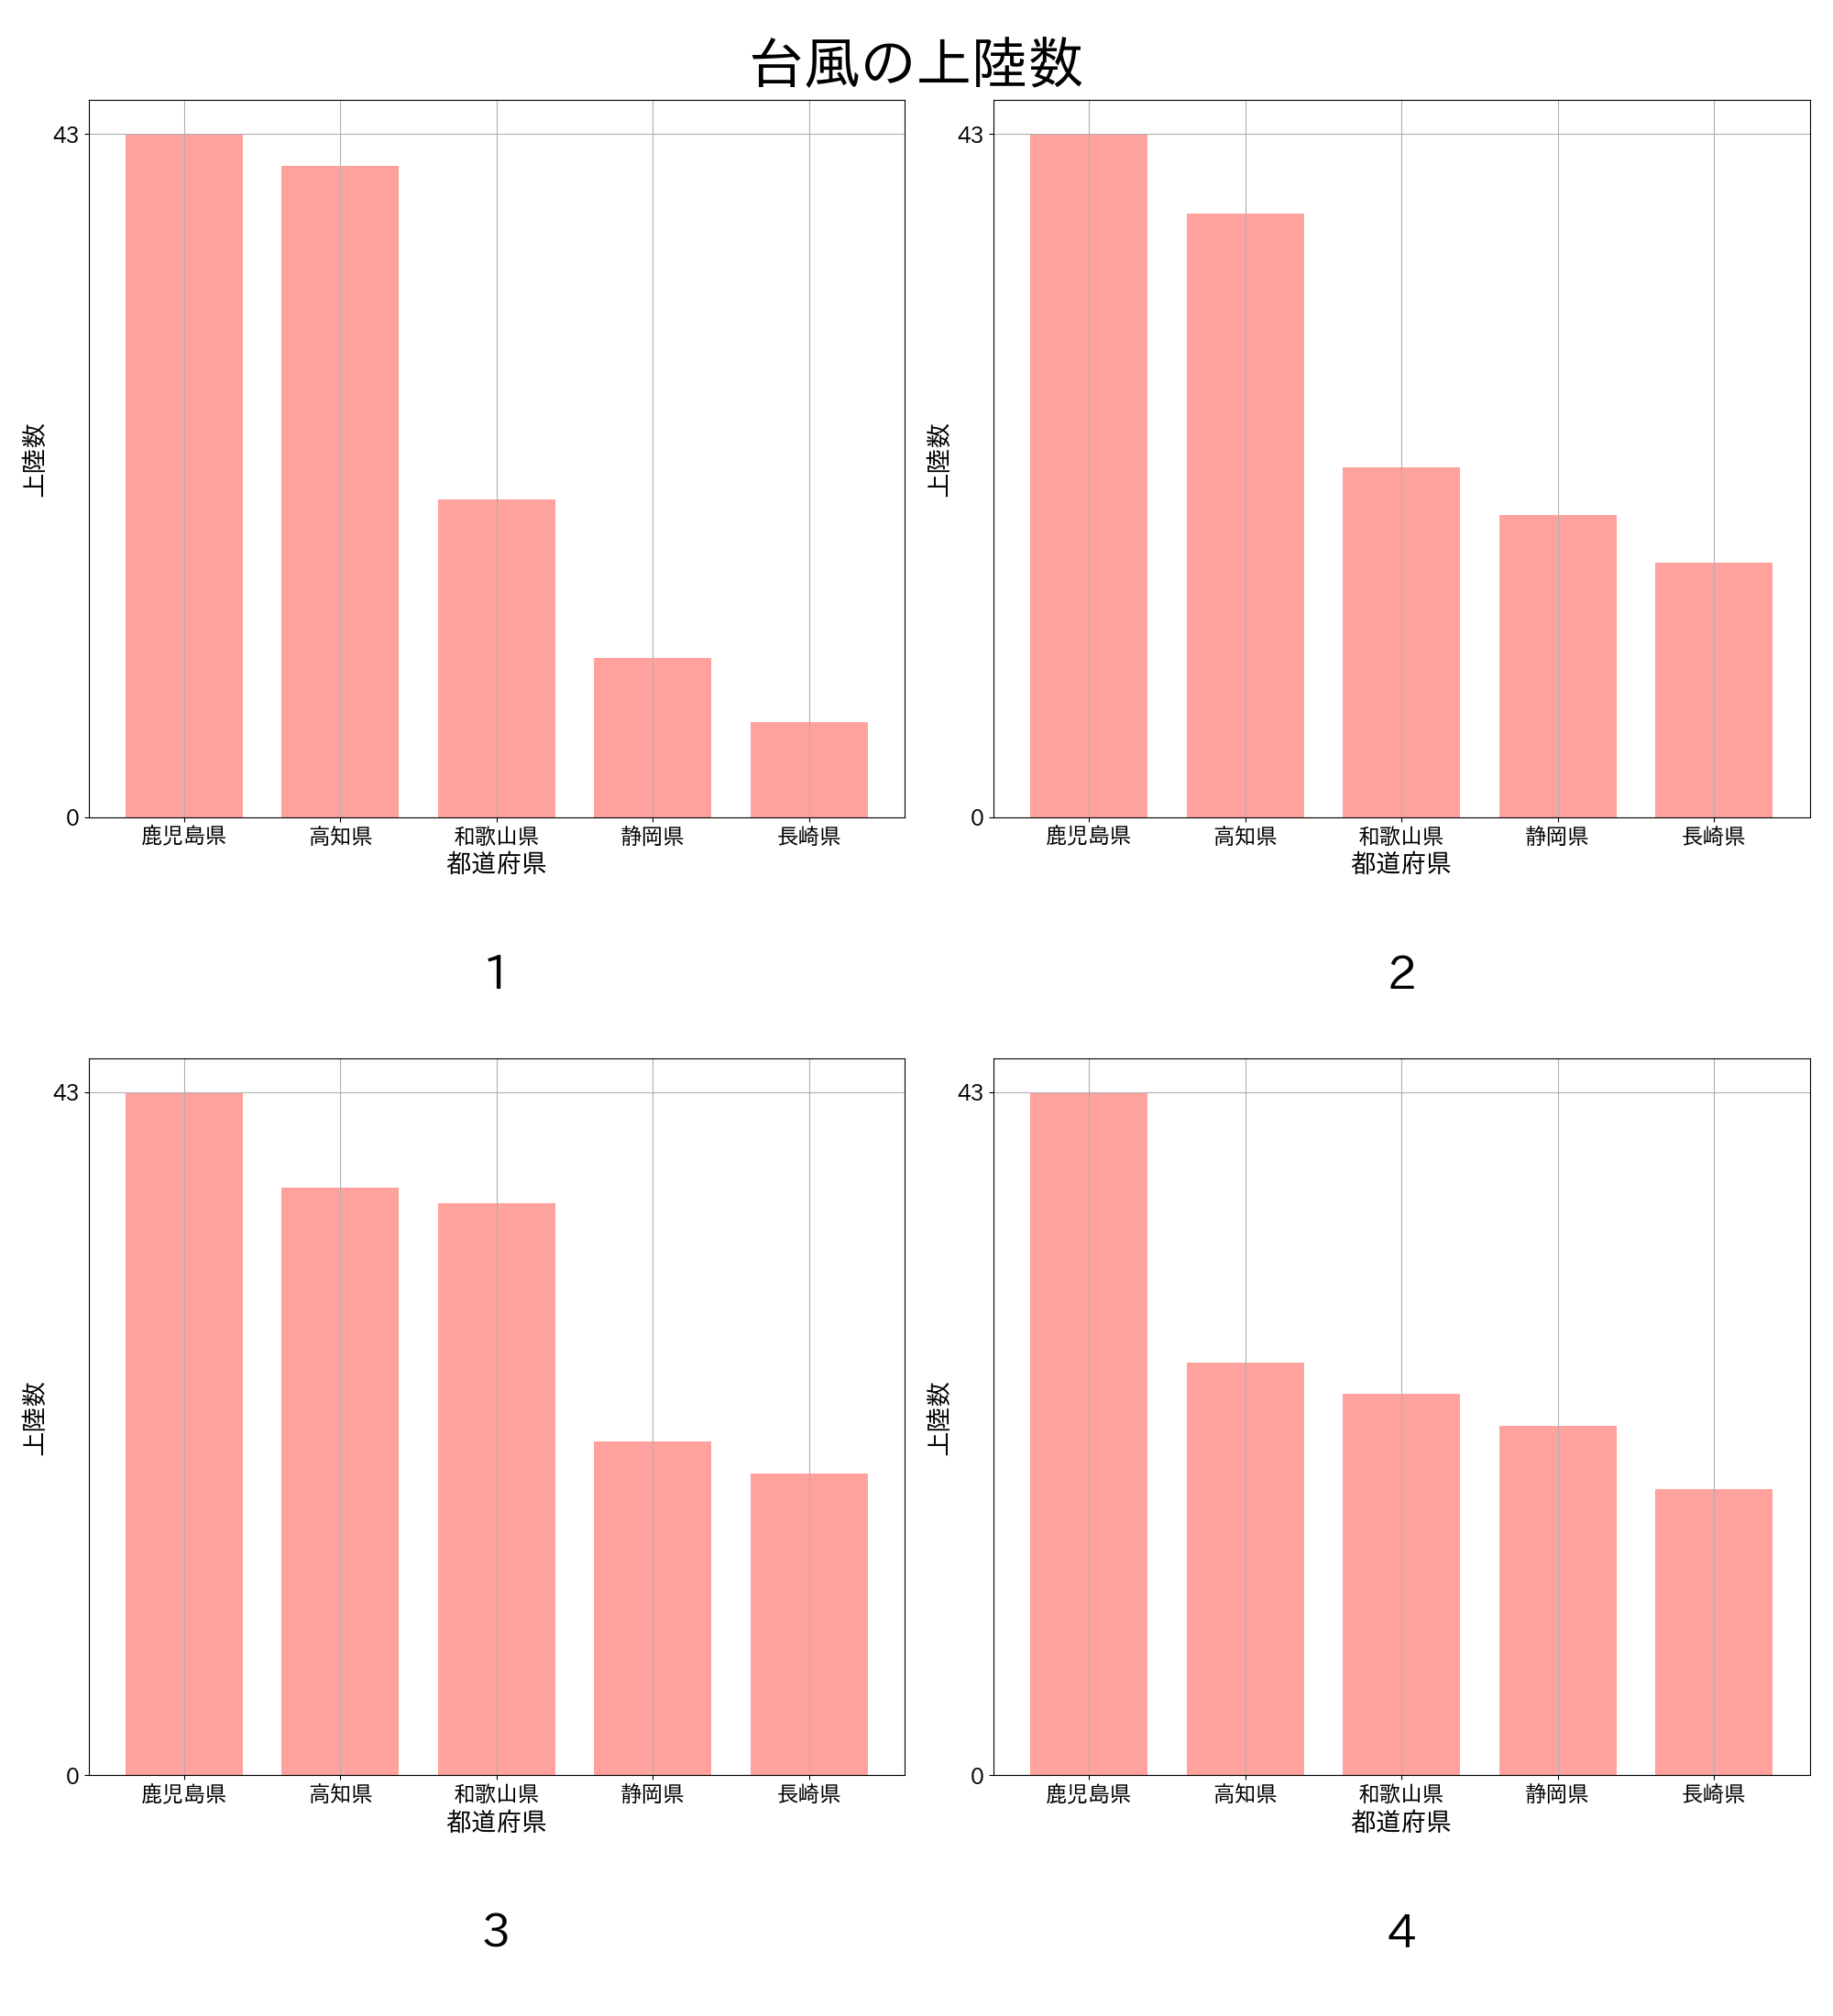 台風の上陸数
43
0
上陸数
鹿児島県 高知県 和歌山県 静岡県 長崎県
都道府県
1
43
0
上陸数
鹿児島県 高知県 和歌山県 静岡県 長崎県
都道府県
2
43
0
上陸数
鹿児島県 高知県 和歌山県 静岡県 長崎県
都道府県
3
43
0
上陸数
鹿児島県 高知県 和歌山県 静岡県 長崎県
都道府県
4